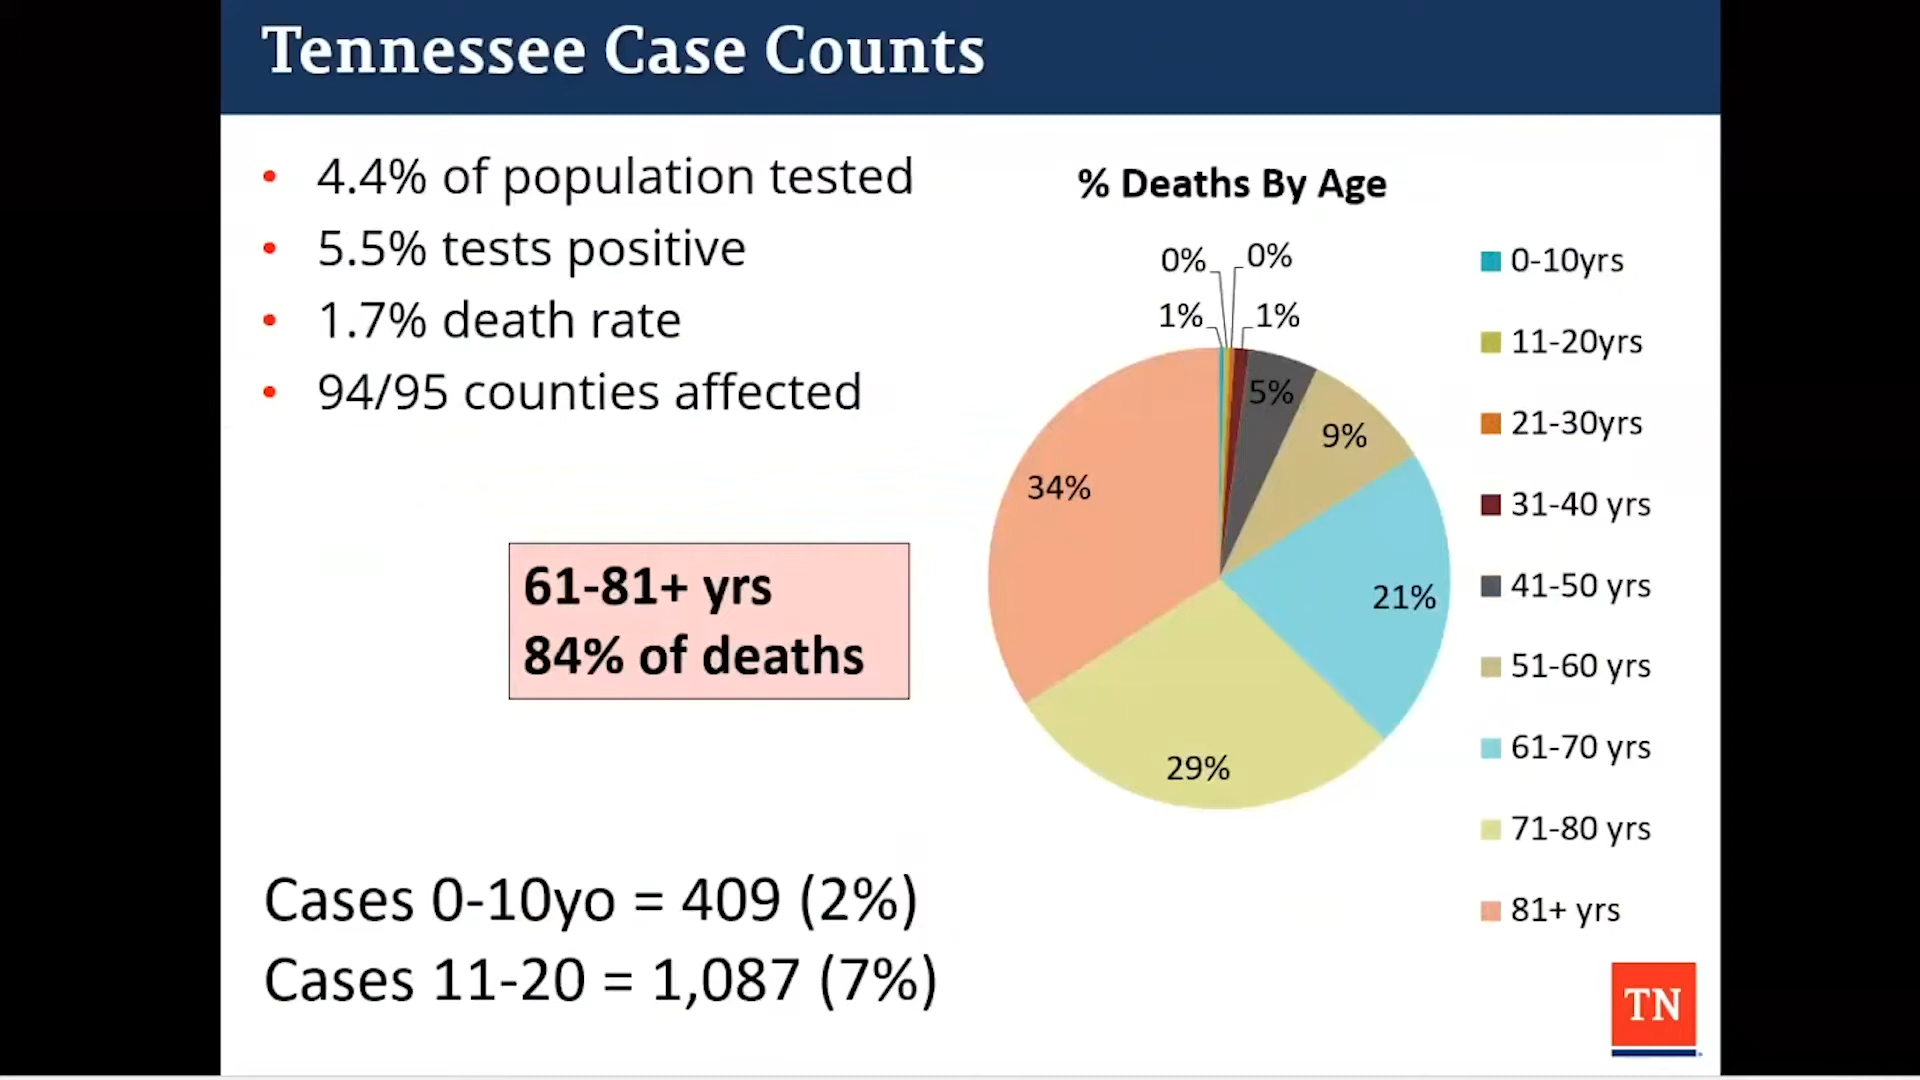 Tennessee Case Counts
• 4.4% of population tested
• 5.5% tests positive
• 1.7% death rate
• 94/95 counties affected
61-81+ yrs
84% of deaths
Cases 0-10yo = 409 (2%)
Cases 11-20 = 1,087 (7%)
% Deaths By Age
0% 0%
1% 1%
5%
9%
34%
21%
29%
0-10yrs
11-20yrs
21-30yrs
31-40 yrs
41-50 yrs
51-60 yrs
61-70 yrs
71-80 yrs
81+ yrs
TN